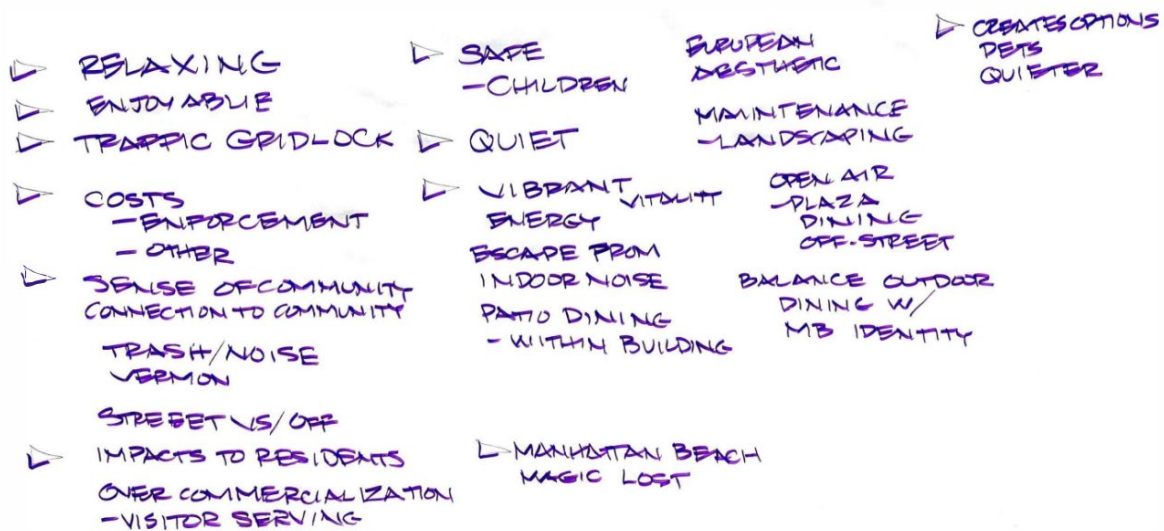 RELAXING
ENJOYABLE
TRAFFIC GRIDLOCK
COSTS
- ENFORCEMENT
- OTHER
SENSE OF COMMUNITY
CONNECTION TO COMMUNITY
TRASH/NOISE
VERMON
STREEET VS/OFF
IMPACTS TO RESIDENTS
OVER COMMERCIALIZATION
- VISITOR SERVING
SAFE
- CHILDREN
QUIET
VIBRANT VITALITY
ENERGY
ESCAPE FROM
INDOOR NOISE
PATIO DINING
- WITHIN BUILDING
MANHATTAN BEACH
MAGIC LOST
EUROPEAN
AESTHETIC
MAINTENANCE
- LANDSCAPING
OPEN AIR
- PLAZA
DINING
OFF-STREET
BALANCE OUTDOOR
DINING W/
MB IDENTITY
CREATES OPTIONS
PETS
QUIETER